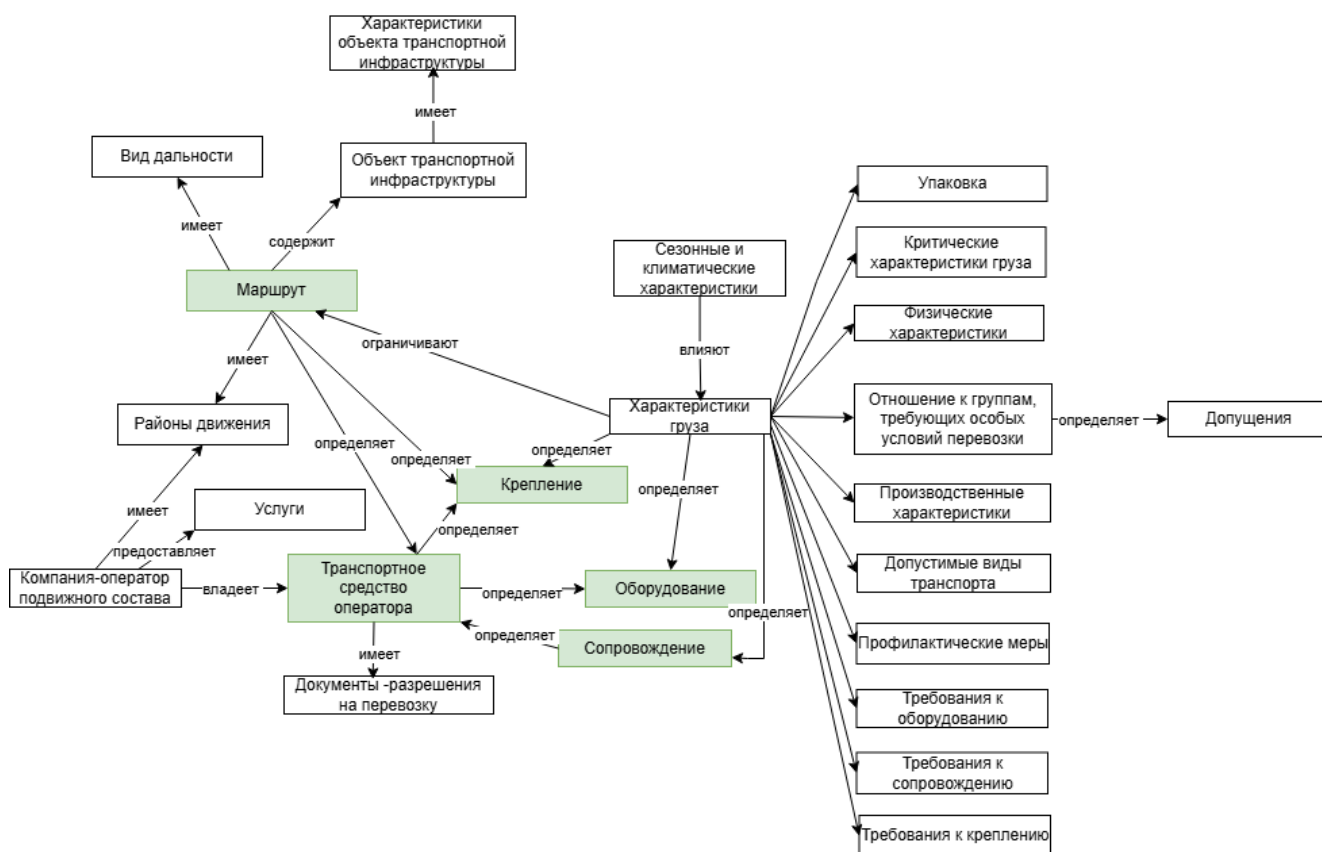 Характеристики
объекта транспортной
инфраструктуры
имеет
Вид дальности
Объект транспортной
инфраструктуры
имеет
содержит
Маршрут
Сезонные и
климатические
характеристики
ограничивают
влияют
имеет
Районы движения
определяет
определяет
Характеристики
груза
определяет
Крепление
определяет
имеет
Услуги
предоставляет
определяет
Компания-оператор
подвижного состава
владеет
Транспортное
средство
оператора
определяет
Оборудование
определяет
определяет
Сопровождение
имеет
Документы -разрешения
на перевозку
Упаковка
Критические
характеристики груза
Физические
характеристики
Отношение к группам,
требующих особых
условий перевозки
определяет
Допущения
Производственные
характеристики
Допустимые виды
транспорта
Профилактические меры
Требования к
оборудованию
Требования к
сопровождению
Требования к креплению